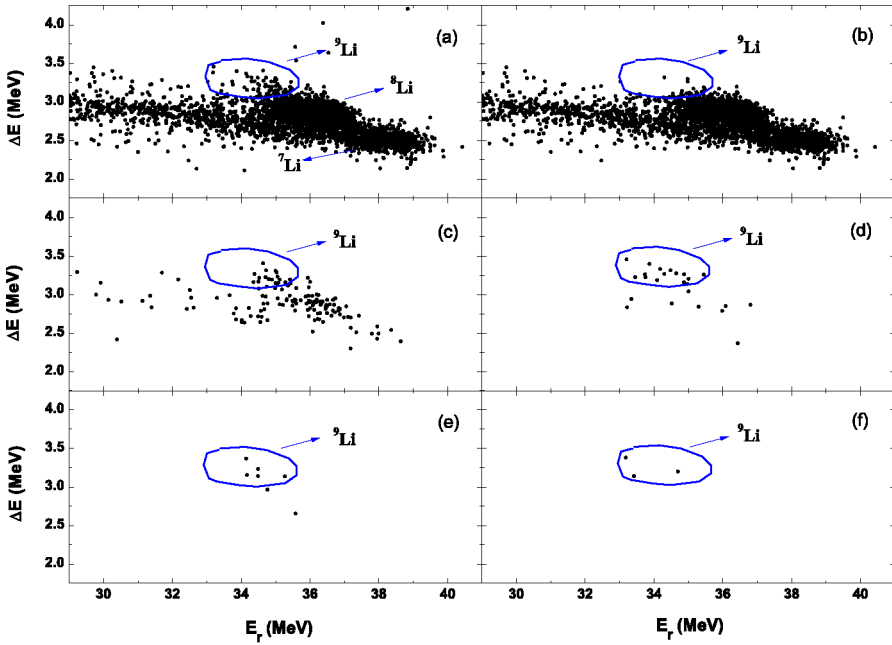 4.0
3.5
3.0
2.5
2.0
ΔE (MeV)
⁹Li
⁸Li
⁷Li
(a)
⁹Li
(b)
4.0
3.5
3.0
2.5
2.0
ΔE (MeV)
⁹Li
(c)
⁹Li
(d)
4.0
3.5
3.0
2.5
2.0
ΔE (MeV)
⁹Li
(e)
⁹Li
(f)
30 32 34 36 38 40
30 32 34 36 38 40
E_r (MeV)
E_r (MeV)